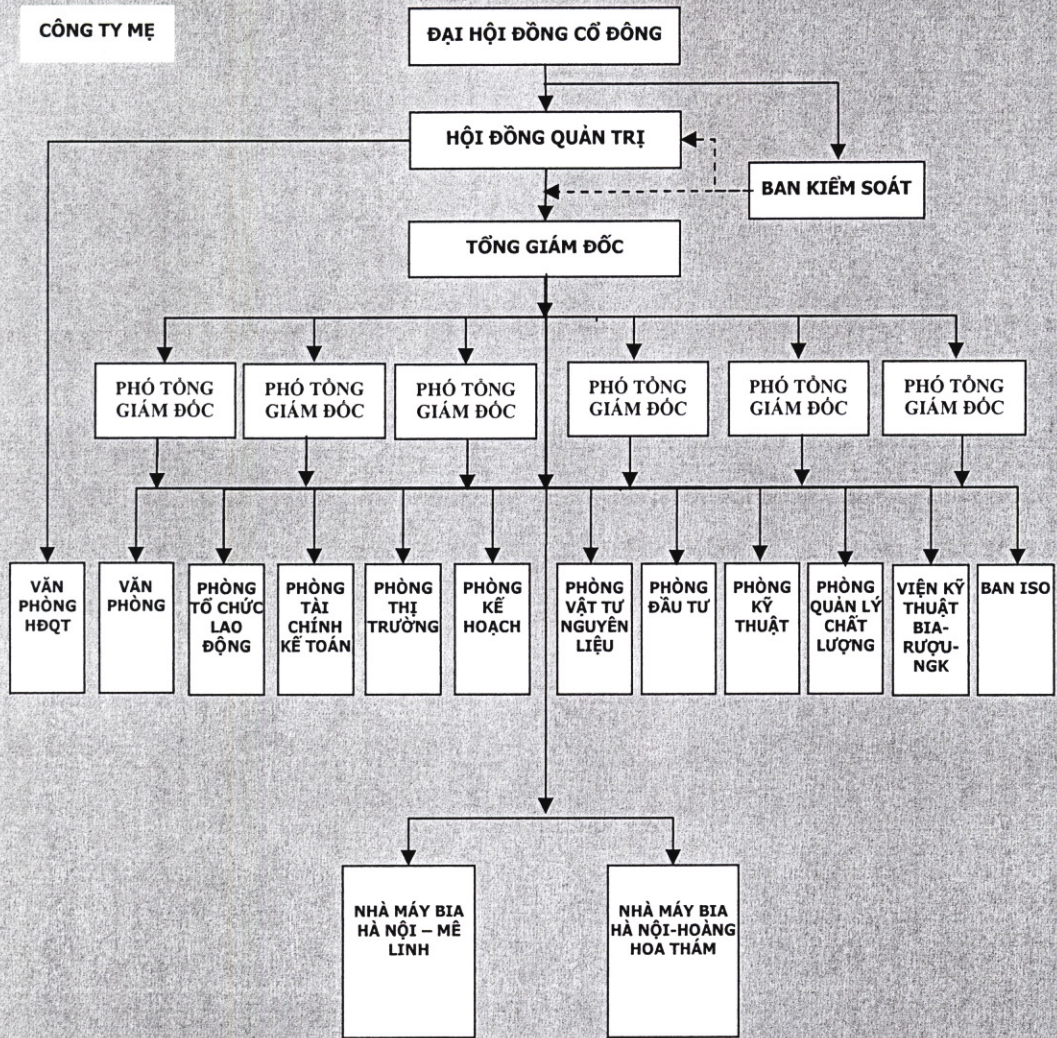 CÔNG TY MẸ
ĐẠI HỘI ĐỒNG CỔ ĐÔNG
HỘI ĐỒNG QUẢN TRỊ
BAN KIỂM SOÁT
TỔNG GIÁM ĐỐC
PHÓ TỔNG
GIÁM ĐỐC
PHÓ TỔNG
GIÁM ĐỐC
PHÓ TỔNG
GIÁM ĐỐC
PHÓ TỔNG
GIÁM ĐỐC
PHÓ TỔNG
GIÁM ĐỐC
PHÓ TỔNG
GIÁM ĐỐC
VĂN
PHÒNG
HĐQT
VĂN
PHÒNG
PHÒNG
TỔ CHỨC
LAO
ĐỘNG
PHÒNG
TÀI
CHÍNH
KẾ TOÁN
PHÒNG
THỊ
TRƯỜNG
PHÒNG
KẾ
HOẠCH
PHÒNG
VẬT TƯ
NGUYÊN
LIỆU
PHÒNG
ĐẦU TƯ
PHÒNG
KỸ
THUẬT
PHÒNG
QUẢN LÝ
CHẤT
LƯỢNG
VIỆN KỸ
THUẬT
BIA-
RƯỢU-
NGK
BAN ISO
NHÀ MÁY BIA
HÀ NỘI – MÊ
LINH
NHÀ MÁY BIA
HÀ NỘI-HOÀNG
HOA THÁM